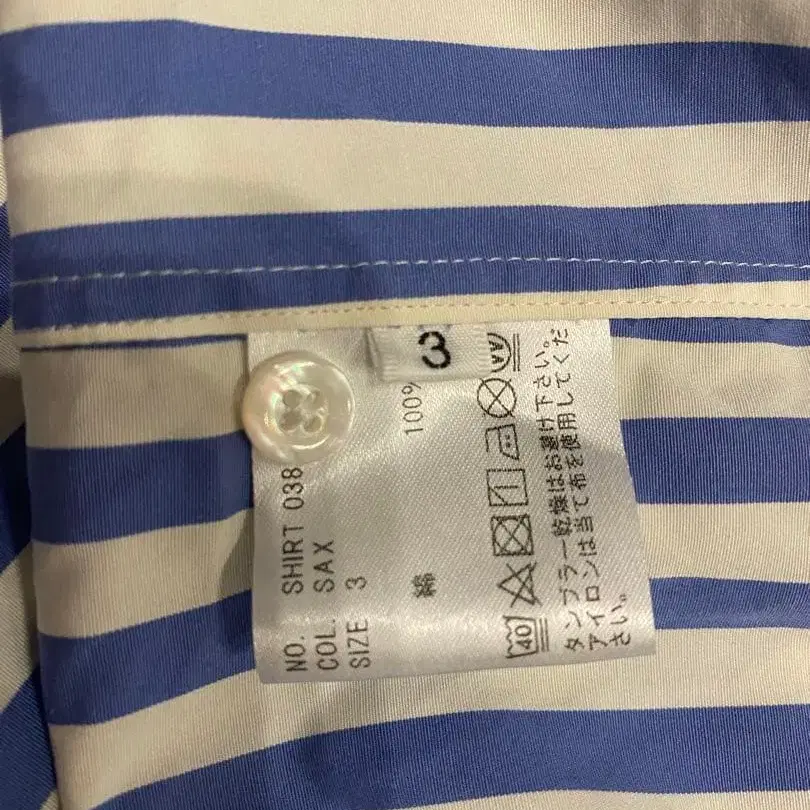 3
NO. SHIRT 038
COL. SAX
SIZE 3
綿 100%
40
タンブラー乾燥はお避け下さい。
アイロンは当て布を使用してくだ
さい。